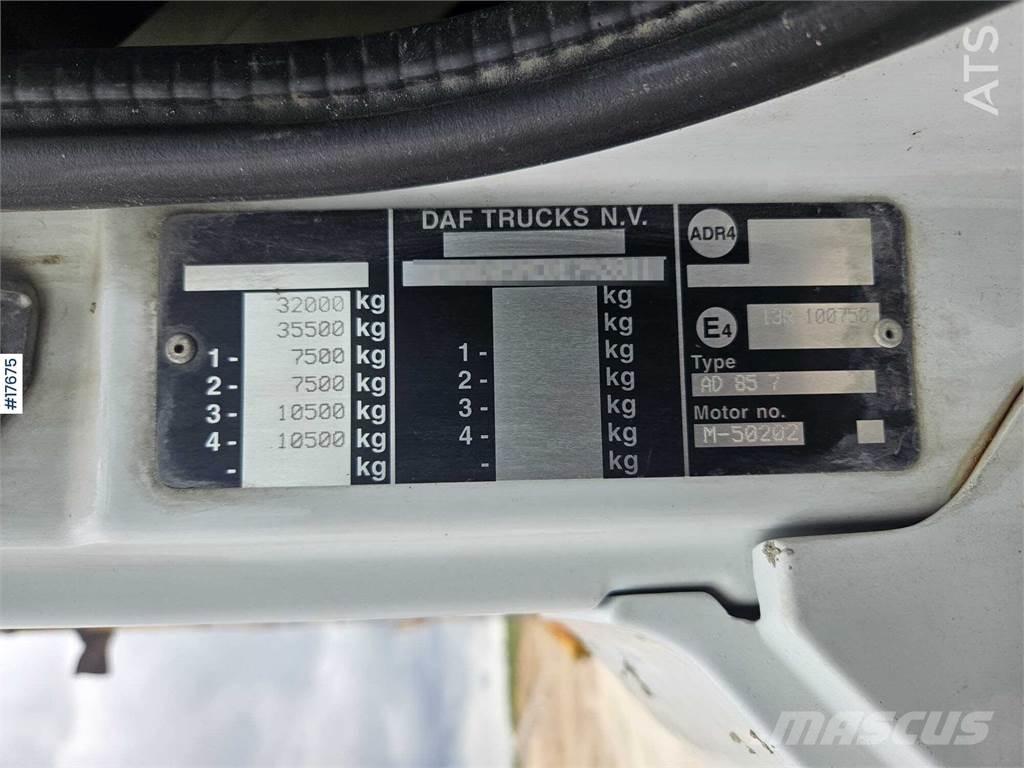 ATS
#17675
32000 kg
35500 kg
1- 7500 kg
2- 7500 kg
3- 10500 kg
4- 10500 kg
- kg
DAF TRUCKS N.V.
kg
kg
1- kg
2- kg
3- kg
4- kg
- kg
ADR4
E4 13R 100750
Type
AD 85 7
Motor no.
M-50202
MASCUS